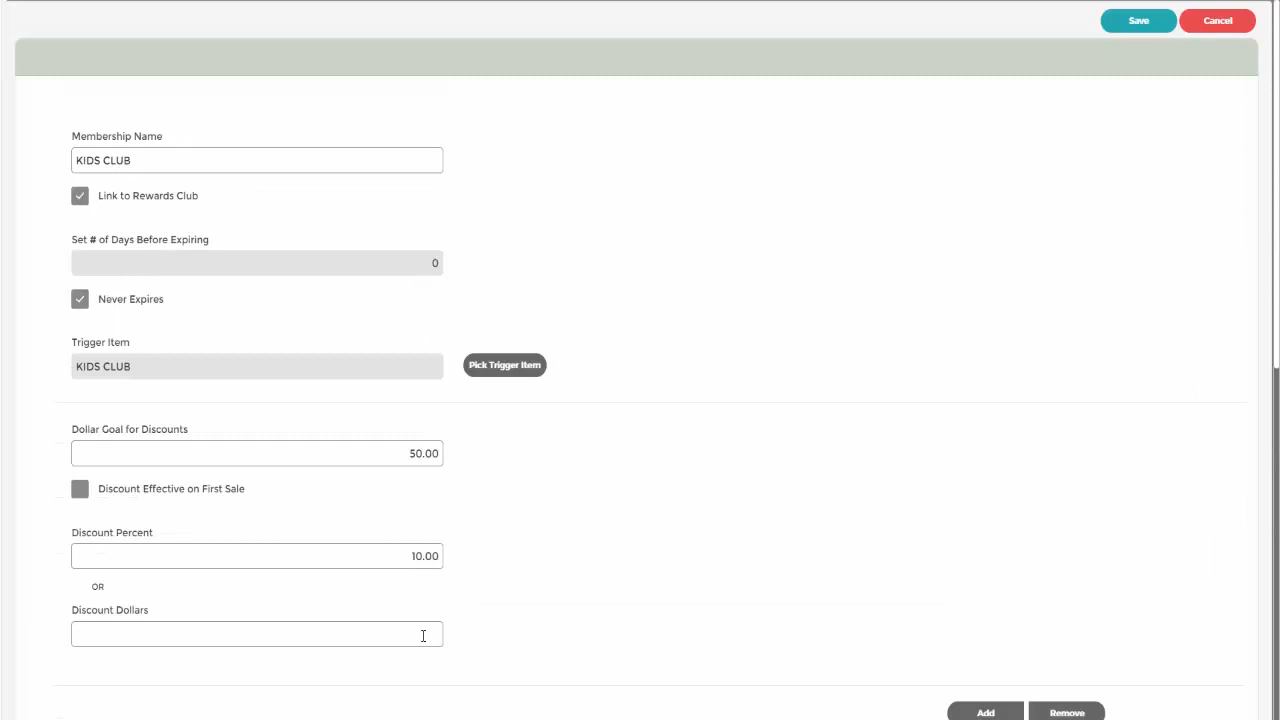 Save Cancel
Membership Name
KIDS CLUB
Link to Rewards Club
Set # of Days Before Expiring
0
Never Expires
Trigger Item
KIDS CLUB Pick Trigger Item
Dollar Goal for Discounts
50.00
Discount Effective on First Sale
Discount Percent
10.00
OR
Discount Dollars
Add Remove